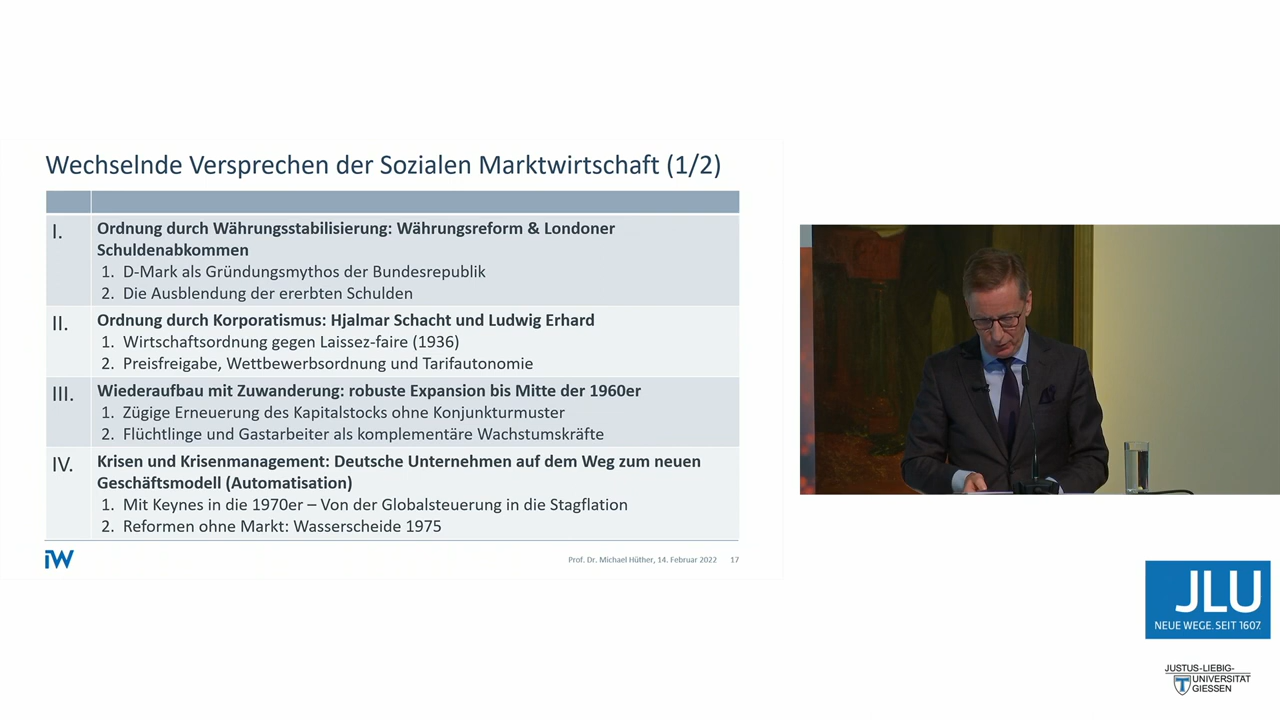 Wechselnde Versprechen der Sozialen Marktwirtschaft (1/2)
I.
Ordnung durch Währungsstabilisierung: Währungsreform & Londoner
Schuldenabkommen
1. D-Mark als Gründungsmythos der Bundesrepublik
2. Die Ausblendung der ererbten Schulden
II.
Ordnung durch Korporatismus: Hjalmar Schacht und Ludwig Erhard
1. Wirtschaftsordnung gegen Laissez-faire (1936)
2. Preisfreigabe, Wettbewerbsordnung und Tarifautonomie
III.
Wiederaufbau mit Zuwanderung: robuste Expansion bis Mitte der 1960er
1. Zügige Erneuerung des Kapitalstocks ohne Konjunkturmuster
2. Flüchtlinge und Gastarbeiter als komplementäre Wachstumskräfte
IV.
Krisen und Krisenmanagement: Deutsche Unternehmen auf dem Weg zum neuen
Geschäftsmodell (Automatisation)
1. Mit Keynes in die 1970er – Von der Globalsteuerung in die Stagflation
2. Reformen ohne Markt: Wasserscheide 1975
iW
Prof. Dr. Michael Hüther, 14. Februar 2022 17
JLU
NEUE WEGE. SEIT 1607.
JUSTUS-LIEBIG-
UNIVERSITÄT
GIESSEN